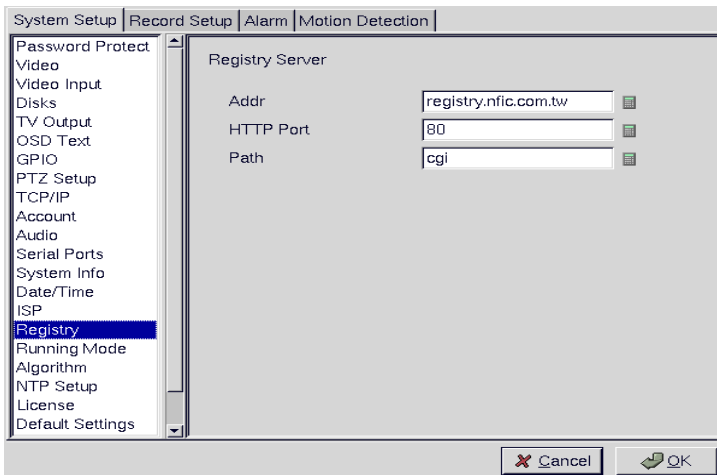 System Setup Record Setup Alarm Motion Detection
Password Protect
Video
Video Input
Disks
TV Output
OSD Text
GPIO
PTZ Setup
TCP/IP
Account
Audio
Serial Ports
System Info
Date/Time
ISP
Registry
Running Mode
Algorithm
NTP Setup
License
Default Settings
Registry Server
Addr registry.nfic.com.tw
HTTP Port 80
Path cgi
Cancel OK